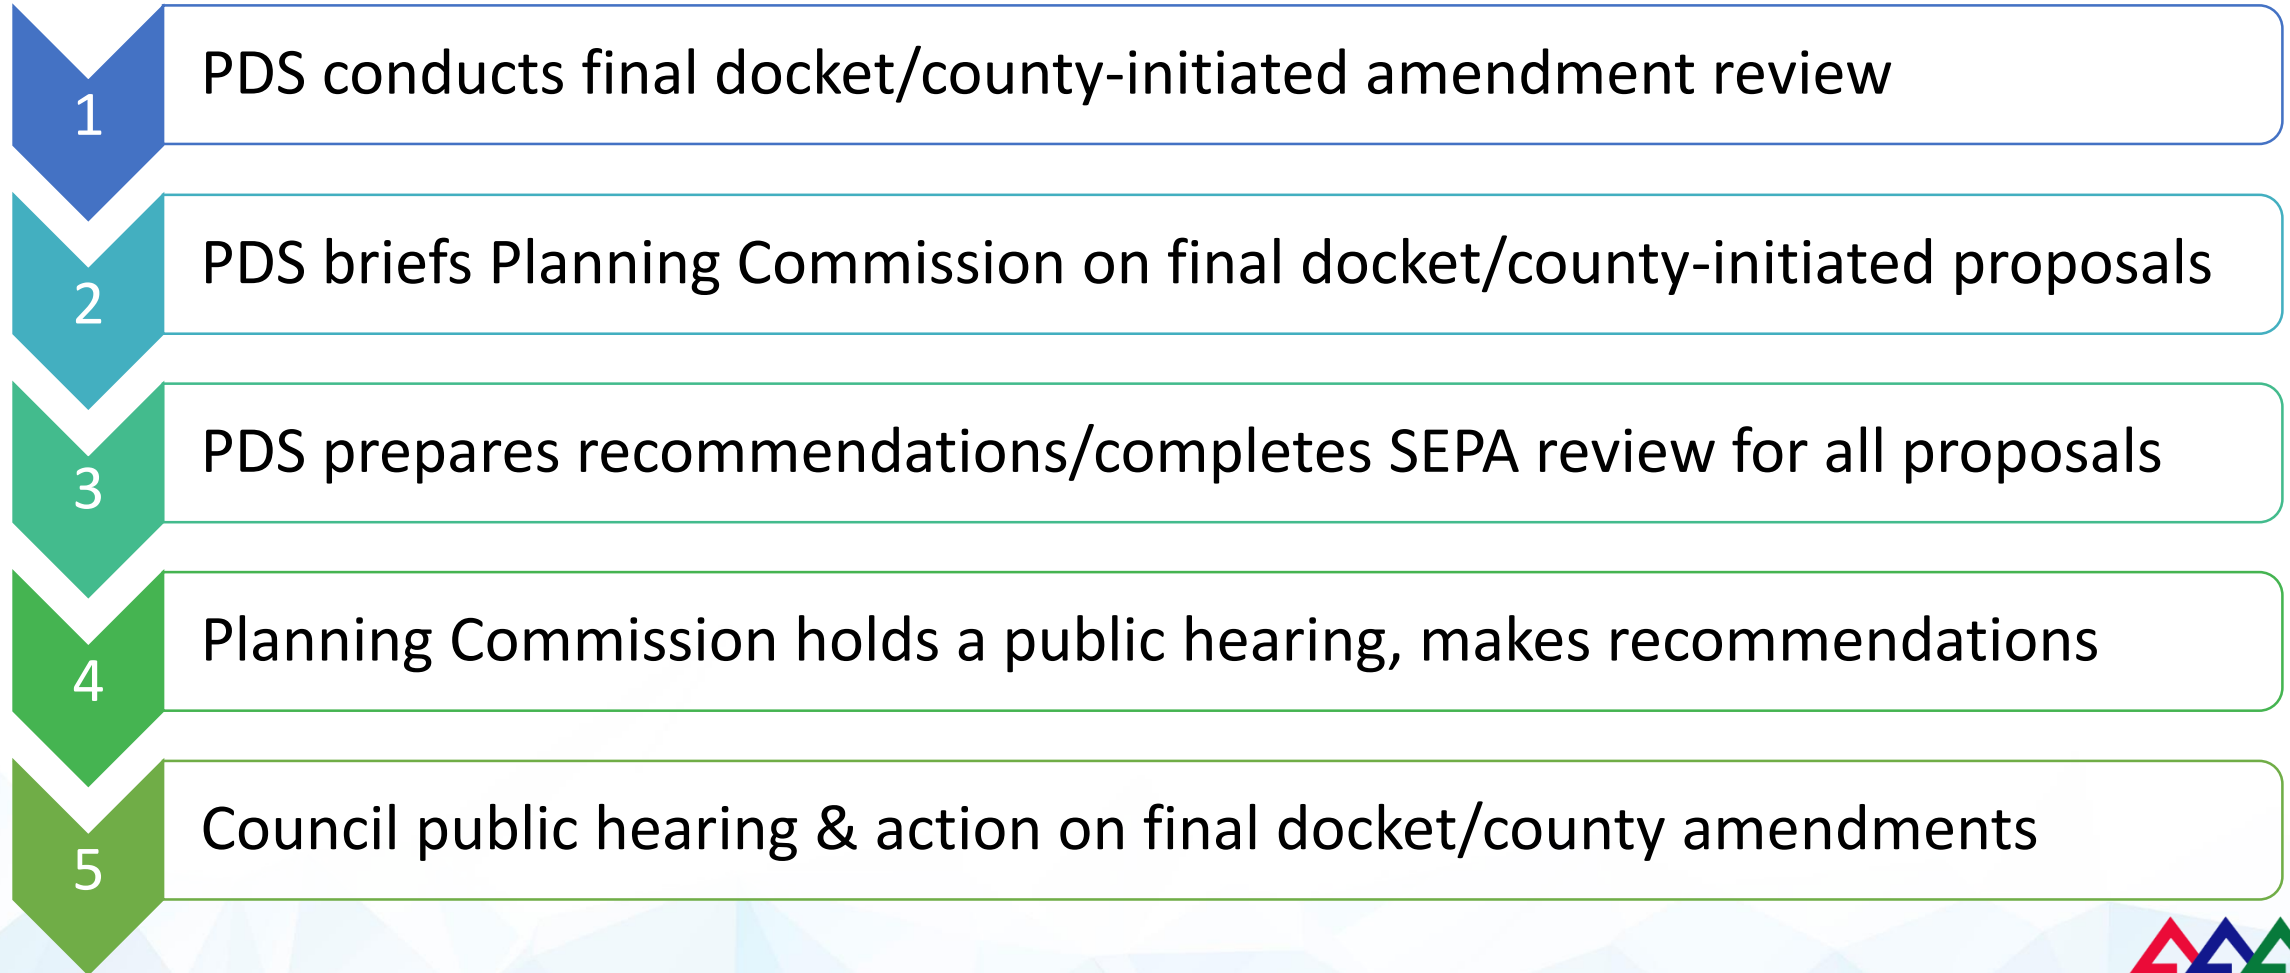 1
PDS conducts final docket/county-initiated amendment review
2
PDS briefs Planning Commission on final docket/county-initiated proposals
3
PDS prepares recommendations/completes SEPA review for all proposals
4
Planning Commission holds a public hearing, makes recommendations
5
Council public hearing & action on final docket/county amendments